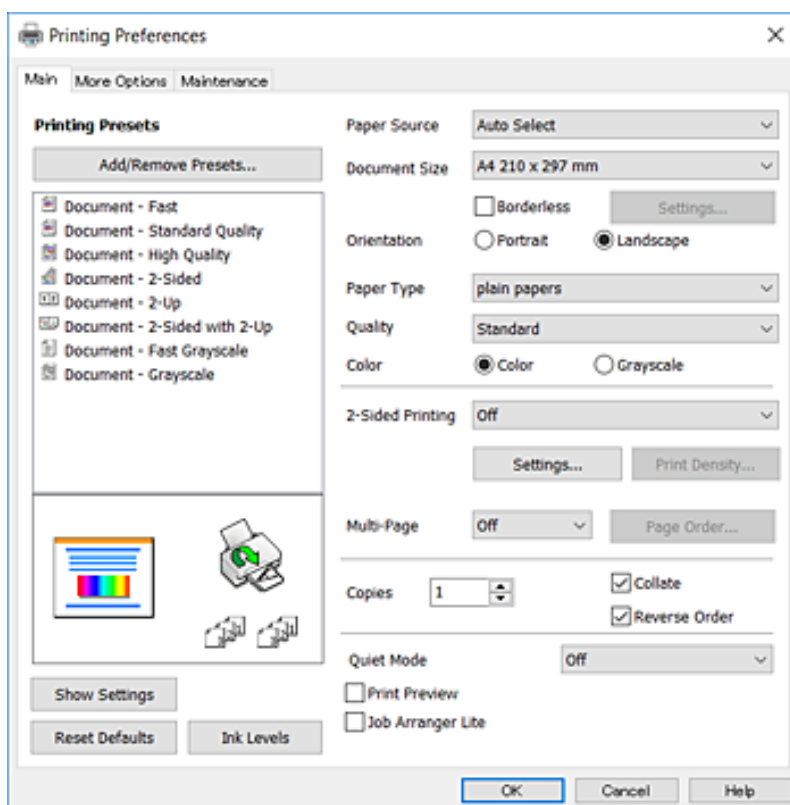 Printing Preferences
Main More Options Maintenance
Printing Presets
Add/Remove Presets...
Document - Fast
Document - Standard Quality
Document - High Quality
Document - 2-Sided
Document - 2-Up
Document - 2-Sided with 2-Up
Document - Fast Grayscale
Document - Grayscale
Show Settings
Reset Defaults Ink Levels
Paper Source Auto Select
Document Size A4 210 x 297 mm
Borderless Settings...
Orientation Portrait Landscape
Paper Type plain papers
Quality Standard
Color Color Grayscale
2-Sided Printing Off
Settings... Print Density...
Multi-Page Off Page Order...
Copies 1 Collate
Reverse Order
Quiet Mode Off
Print Preview
Job Arranger Lite
OK Cancel Help